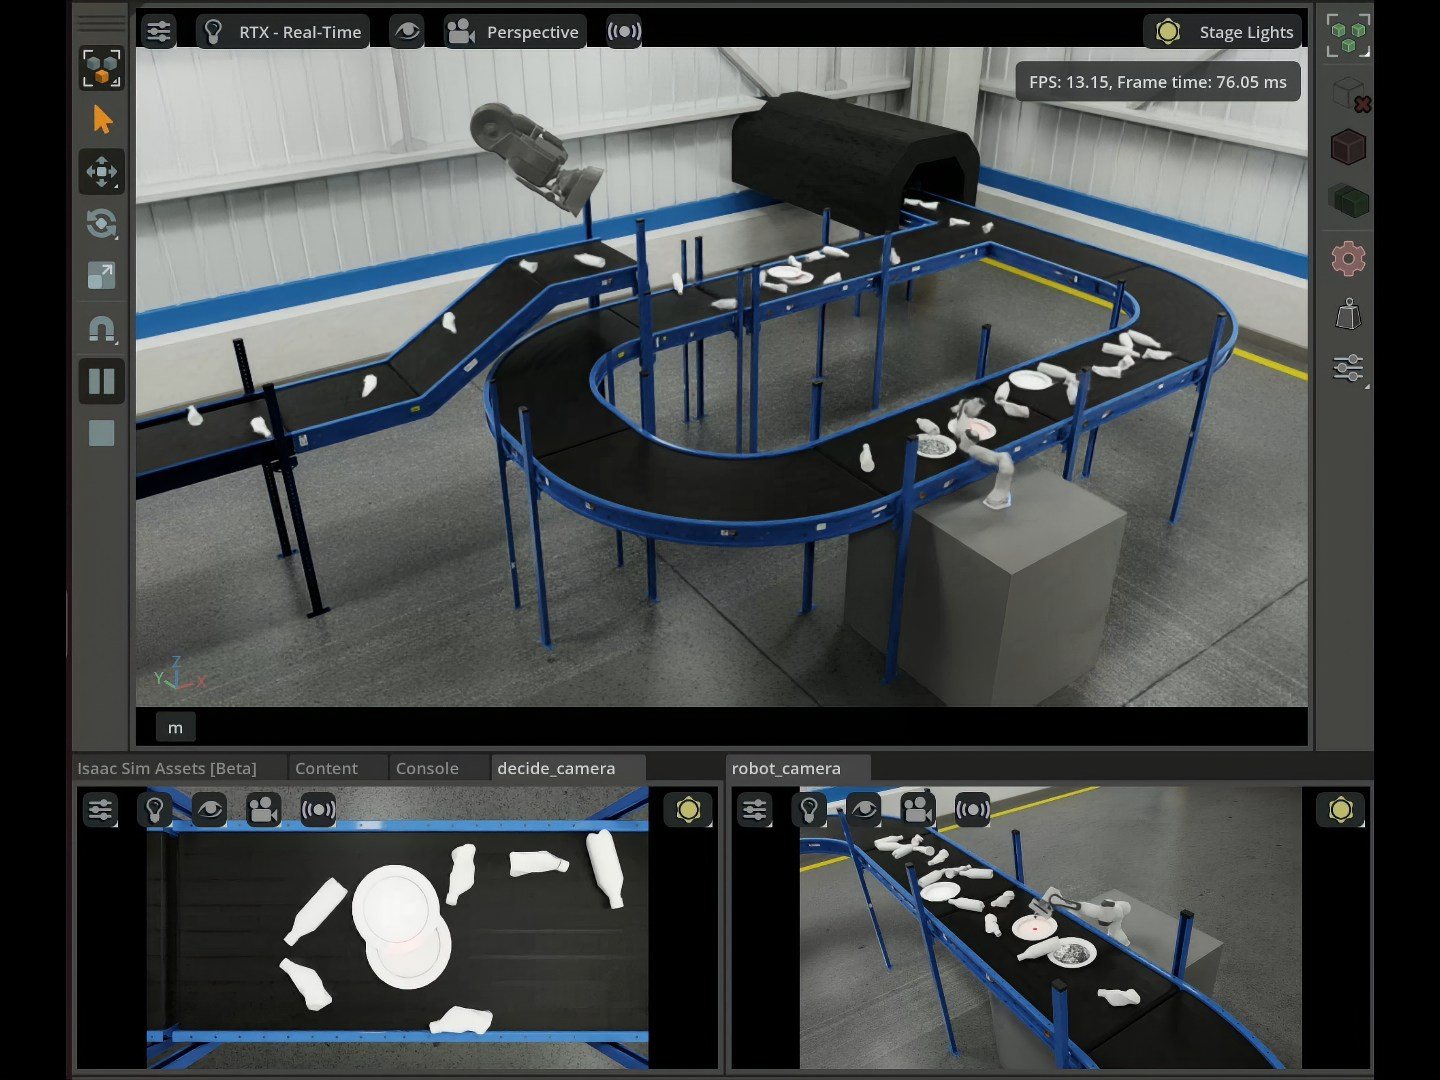 RTX - Real-Time
Perspective
Stage Lights
FPS: 13.15, Frame time: 76.05 ms
Z
Y
X
m
Isaac Sim Assets [Beta]
Content
Console
decide_camera
robot_camera